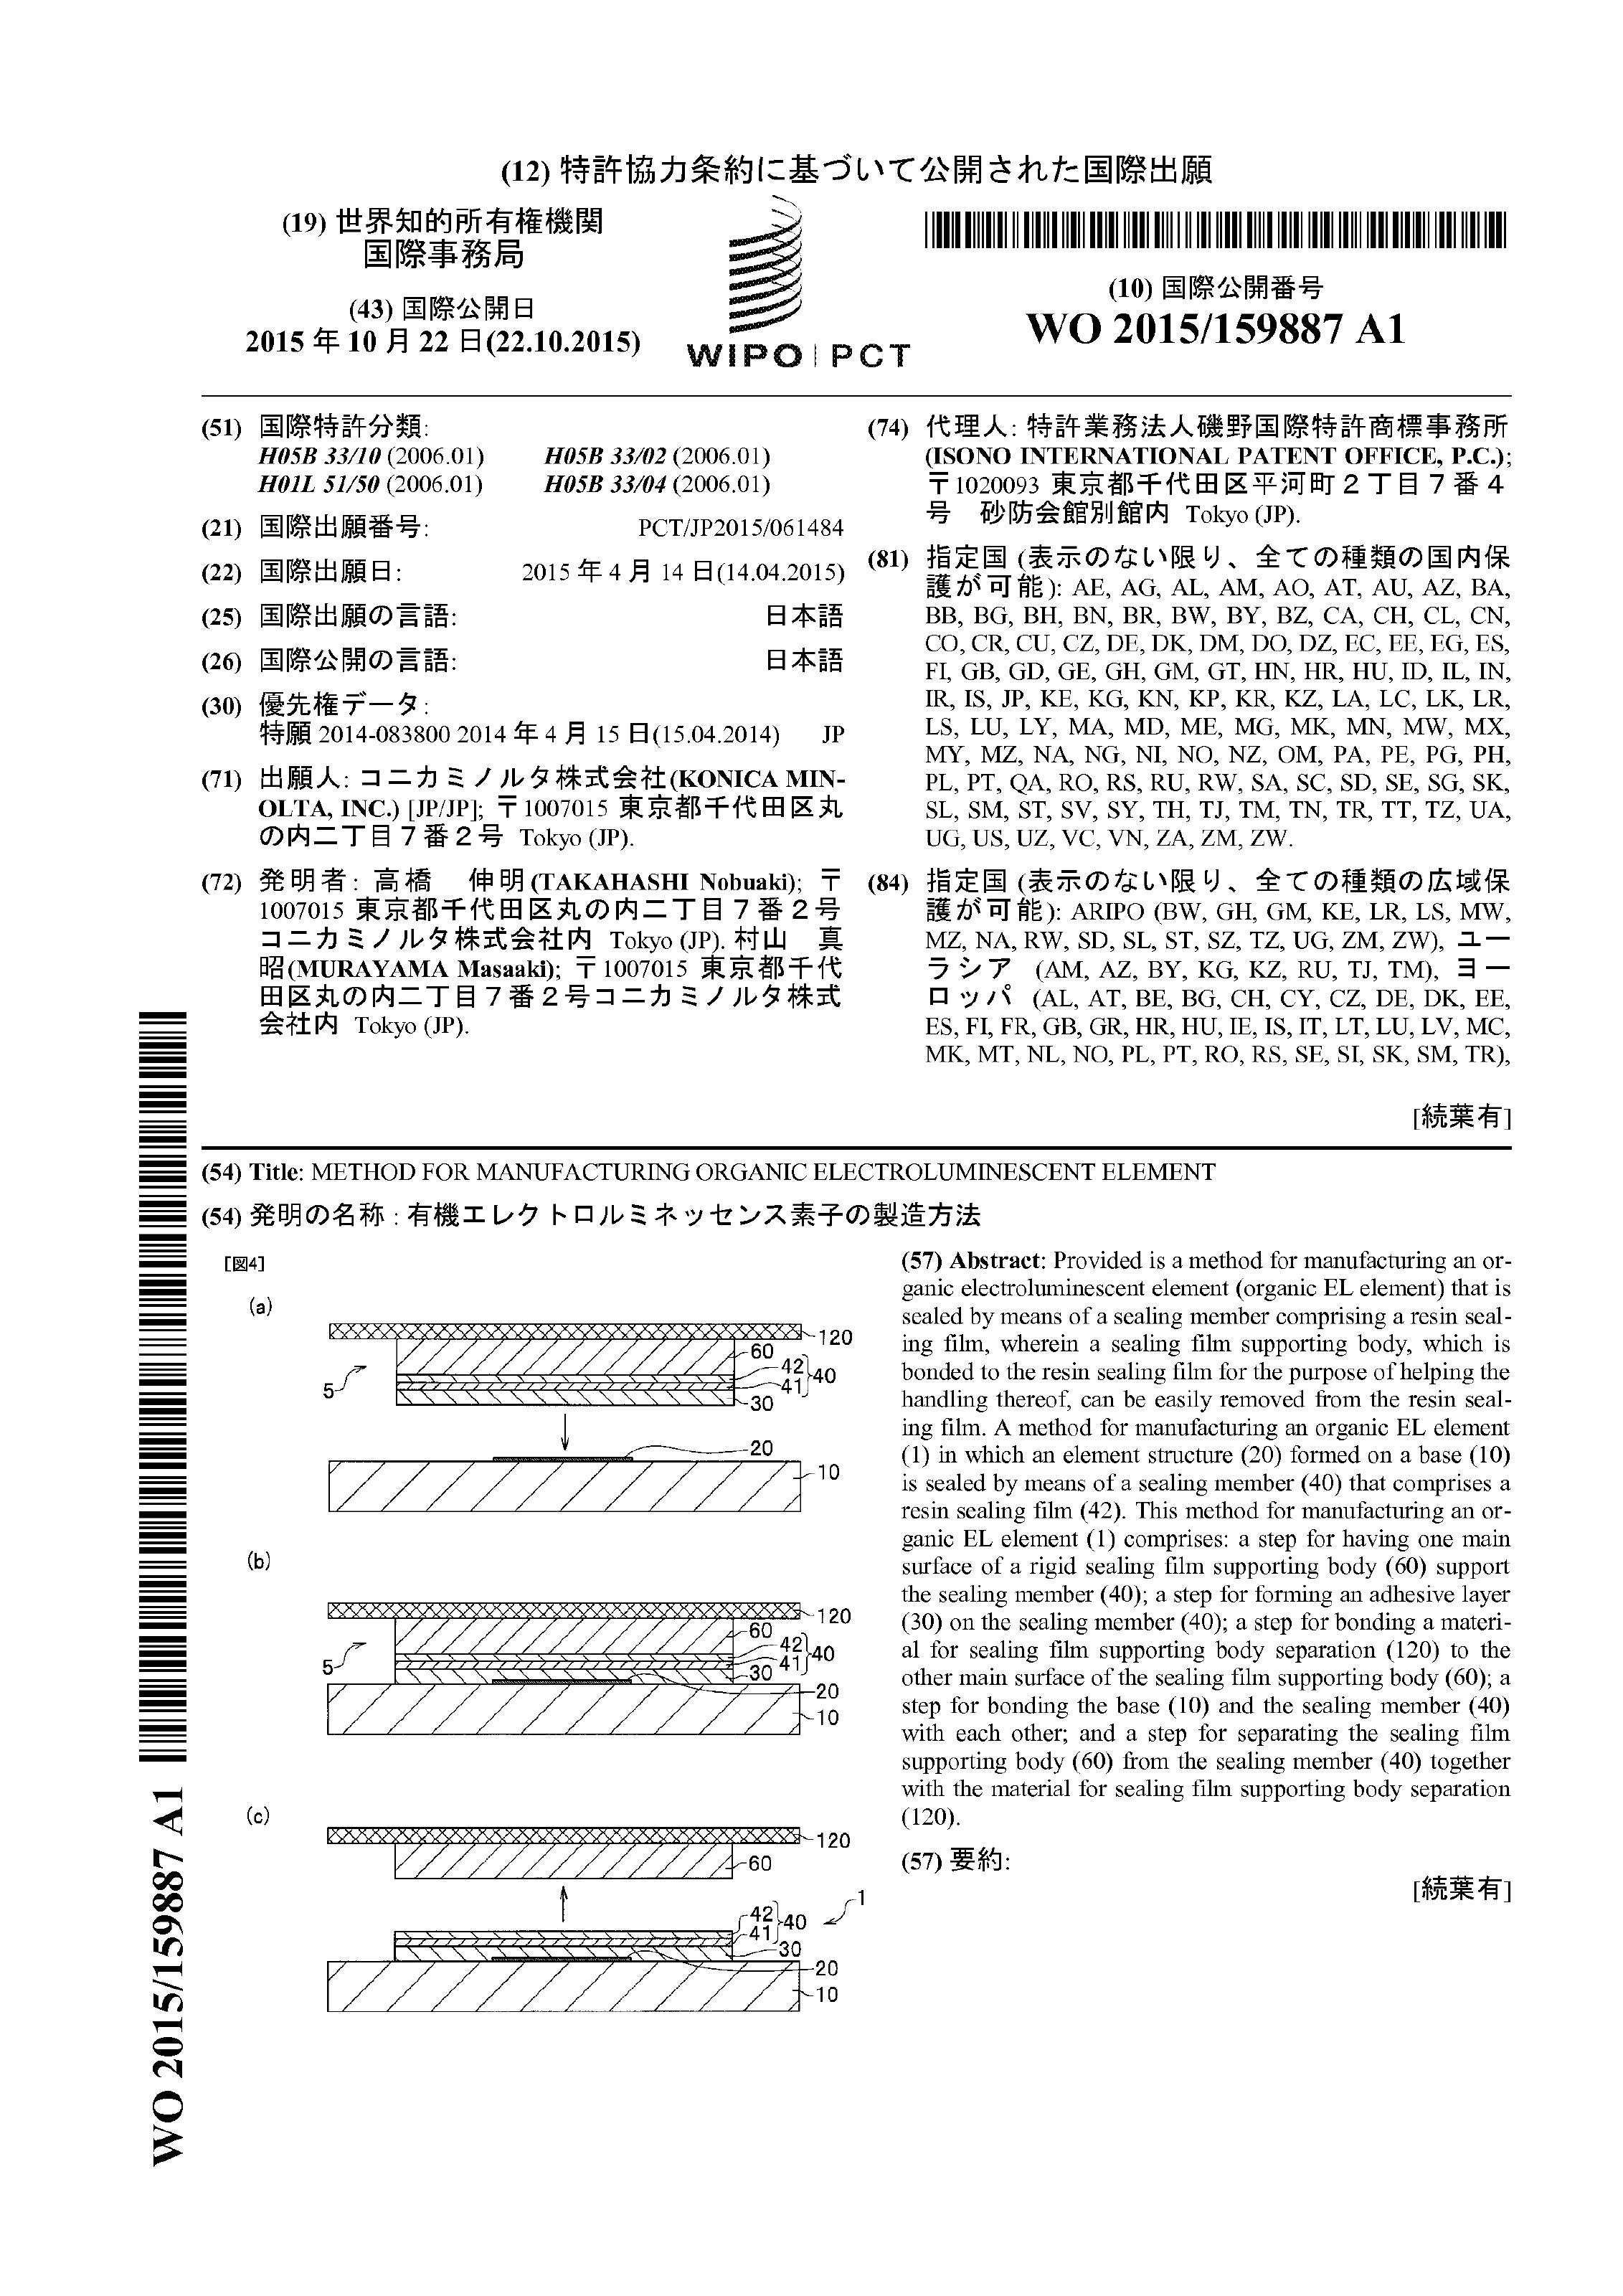 (12) 特許協力条約に基づいて公開された国際出願
(19) 世界知的所有権機関
国際事務局
(43) 国際公開日
2015 年 10 月 22 日(22.10.2015)
WIPO | PCT
(10) 国際公開番号
WO 2015/159887 A1
(51) 国際特許分類:
H05B 33/10 (2006.01) H05B 33/02 (2006.01)
H01L 51/50 (2006.01) H05B 33/04 (2006.01)
(21) 国際出願番号: PCT/JP2015/061484
(22) 国際出願日: 2015 年 4 月 14 日(14.04.2015)
(25) 国際出願の言語: 日本語
(26) 国際公開の言語: 日本語
(30) 優先権データ:
特願 2014-083800 2014 年 4 月 15 日(15.04.2014) JP
(71) 出願人: コニカミノルタ株式会社(KONICA MIN-
OLTA, INC.) [JP/JP]; 〒1007015 東京都千代田区丸
の内二丁目7番2号 Tokyo (JP).
(72) 発明者: 高橋 伸明(TAKAHASHI Nobuaki); 〒
1007015 東京都千代田区丸の内二丁目7番2号
コニカミノルタ株式会社内 Tokyo (JP). 村山 真
昭(MURAYAMA Masaaki); 〒1007015 東京都千代
田区丸の内二丁目7番2号コニカミノルタ株式
会社内 Tokyo (JP).
(74) 代理人: 特許業務法人磯野国際特許商標事務所
(ISONO INTERNATIONAL PATENT OFFICE, P.C.);
〒1020093 東京都千代田区平河町2丁目7番4
号 砂防会館別館内 Tokyo (JP).
(81) 指定国 (表示のない限り、全ての種類の国内保
護が可能): AE, AG, AL, AM, AO, AT, AU, AZ, BA,
BB, BG, BH, BN, BR, BW, BY, BZ, CA, CH, CL, CN,
CO, CR, CU, CZ, DE, DK, DM, DO, DZ, EC, EE, EG, ES,
FI, GB, GD, GE, GH, GM, GT, HN, HR, HU, ID, IL, IN,
IR, IS, JP, KE, KG, KN, KP, KR, KZ, LA, LC, LK, LR,
LS, LU, LY, MA, MD, ME, MG, MK, MN, MW, MX,
MY, MZ, NA, NG, NI, NO, NZ, OM, PA, PE, PG, PH,
PL, PT, QA, RO, RS, RU, RW, SA, SC, SD, SE, SG, SK,
SL, SM, ST, SV, SY, TH, TJ, TM, TN, TR, TT, TZ, UA,
UG, US, UZ, VC, VN, ZA, ZM, ZW.
(84) 指定国 (表示のない限り、全ての種類の広域保
護が可能): ARIPO (BW, GH, GM, KE, LR, LS, MW,
MZ, NA, RW, SD, SL, ST, SZ, TZ, UG, ZM, ZW), ユー
ラシア (AM, AZ, BY, KG, KZ, RU, TJ, TM), ヨー
ロッパ (AL, AT, BE, BG, CH, CY, CZ, DE, DK, EE,
ES, FI, FR, GB, GR, HR, HU, IE, IS, IT, LT, LU, LV, MC,
MK, MT, NL, NO, PL, PT, RO, RS, SE, SI, SK, SM, TR),
[続葉有]
(54) Title: METHOD FOR MANUFACTURING ORGANIC ELECTROLUMINESCENT ELEMENT
(54) 発明の名称 : 有機エレクトロルミネッセンス素子の製造方法
[図4]
(a)
120
60
42
40
41
5
30
20
10
(b)
120
60
42
40
41
5
30
20
10
(c)
120
60
1
42
40
41
30
20
10
(57) Abstract: Provided is a method for manufacturing an or-
ganic electroluminescent element (organic EL element) that is
sealed by means of a sealing member comprising a resin seal-
ing film, wherein a sealing film supporting body, which is
bonded to the resin sealing film for the purpose of helping the
handling thereof, can be easily removed from the resin seal-
ing film. A method for manufacturing an organic EL element
(1) in which an element structure (20) formed on a base (10)
is sealed by means of a sealing member (40) that comprises a
resin sealing film (42). This method for manufacturing an or-
ganic EL element (1) comprises: a step for having one main
surface of a rigid sealing film supporting body (60) support
the sealing member (40); a step for forming an adhesive layer
(30) on the sealing member (40); a step for bonding a materi-
al for sealing film supporting body separation (120) to the
other main surface of the sealing film supporting body (60); a
step for bonding the base (10) and the sealing member (40)
with each other; and a step for separating the sealing film
supporting body (60) from the sealing member (40) together
with the material for sealing film supporting body separation
(120).
(57) 要約:
[続葉有]
WO 2015/159887 A1